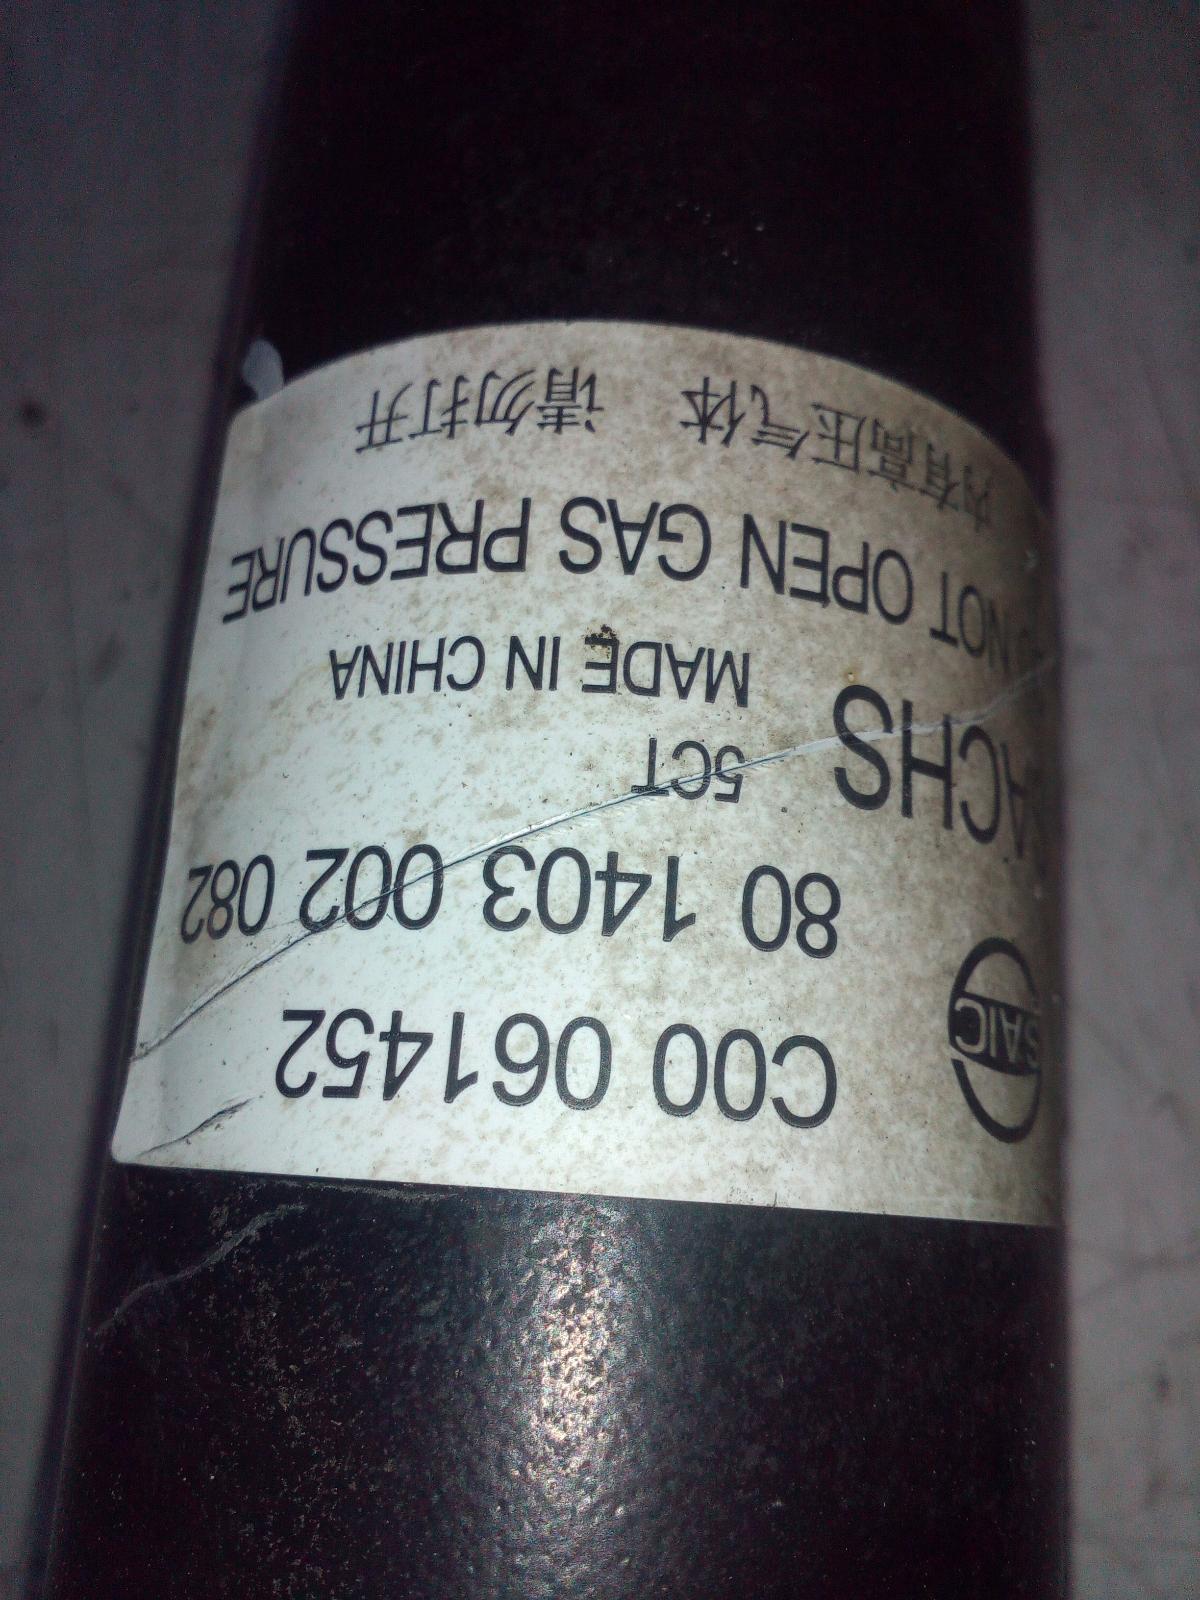 SAIC
C00 061452
80 1403 002 082
ACHS
5CT
MADE IN CHINA
NOT OPEN GAS PRESSURE
内有高压气体 请勿打开